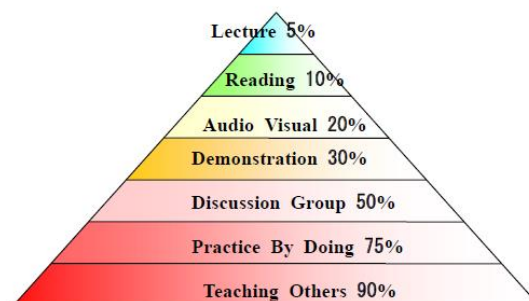 Lecture 5%
Reading 10%
Audio Visual 20%
Demonstration 30%
Discussion Group 50%
Practice By Doing 75%
Teaching Others 90%